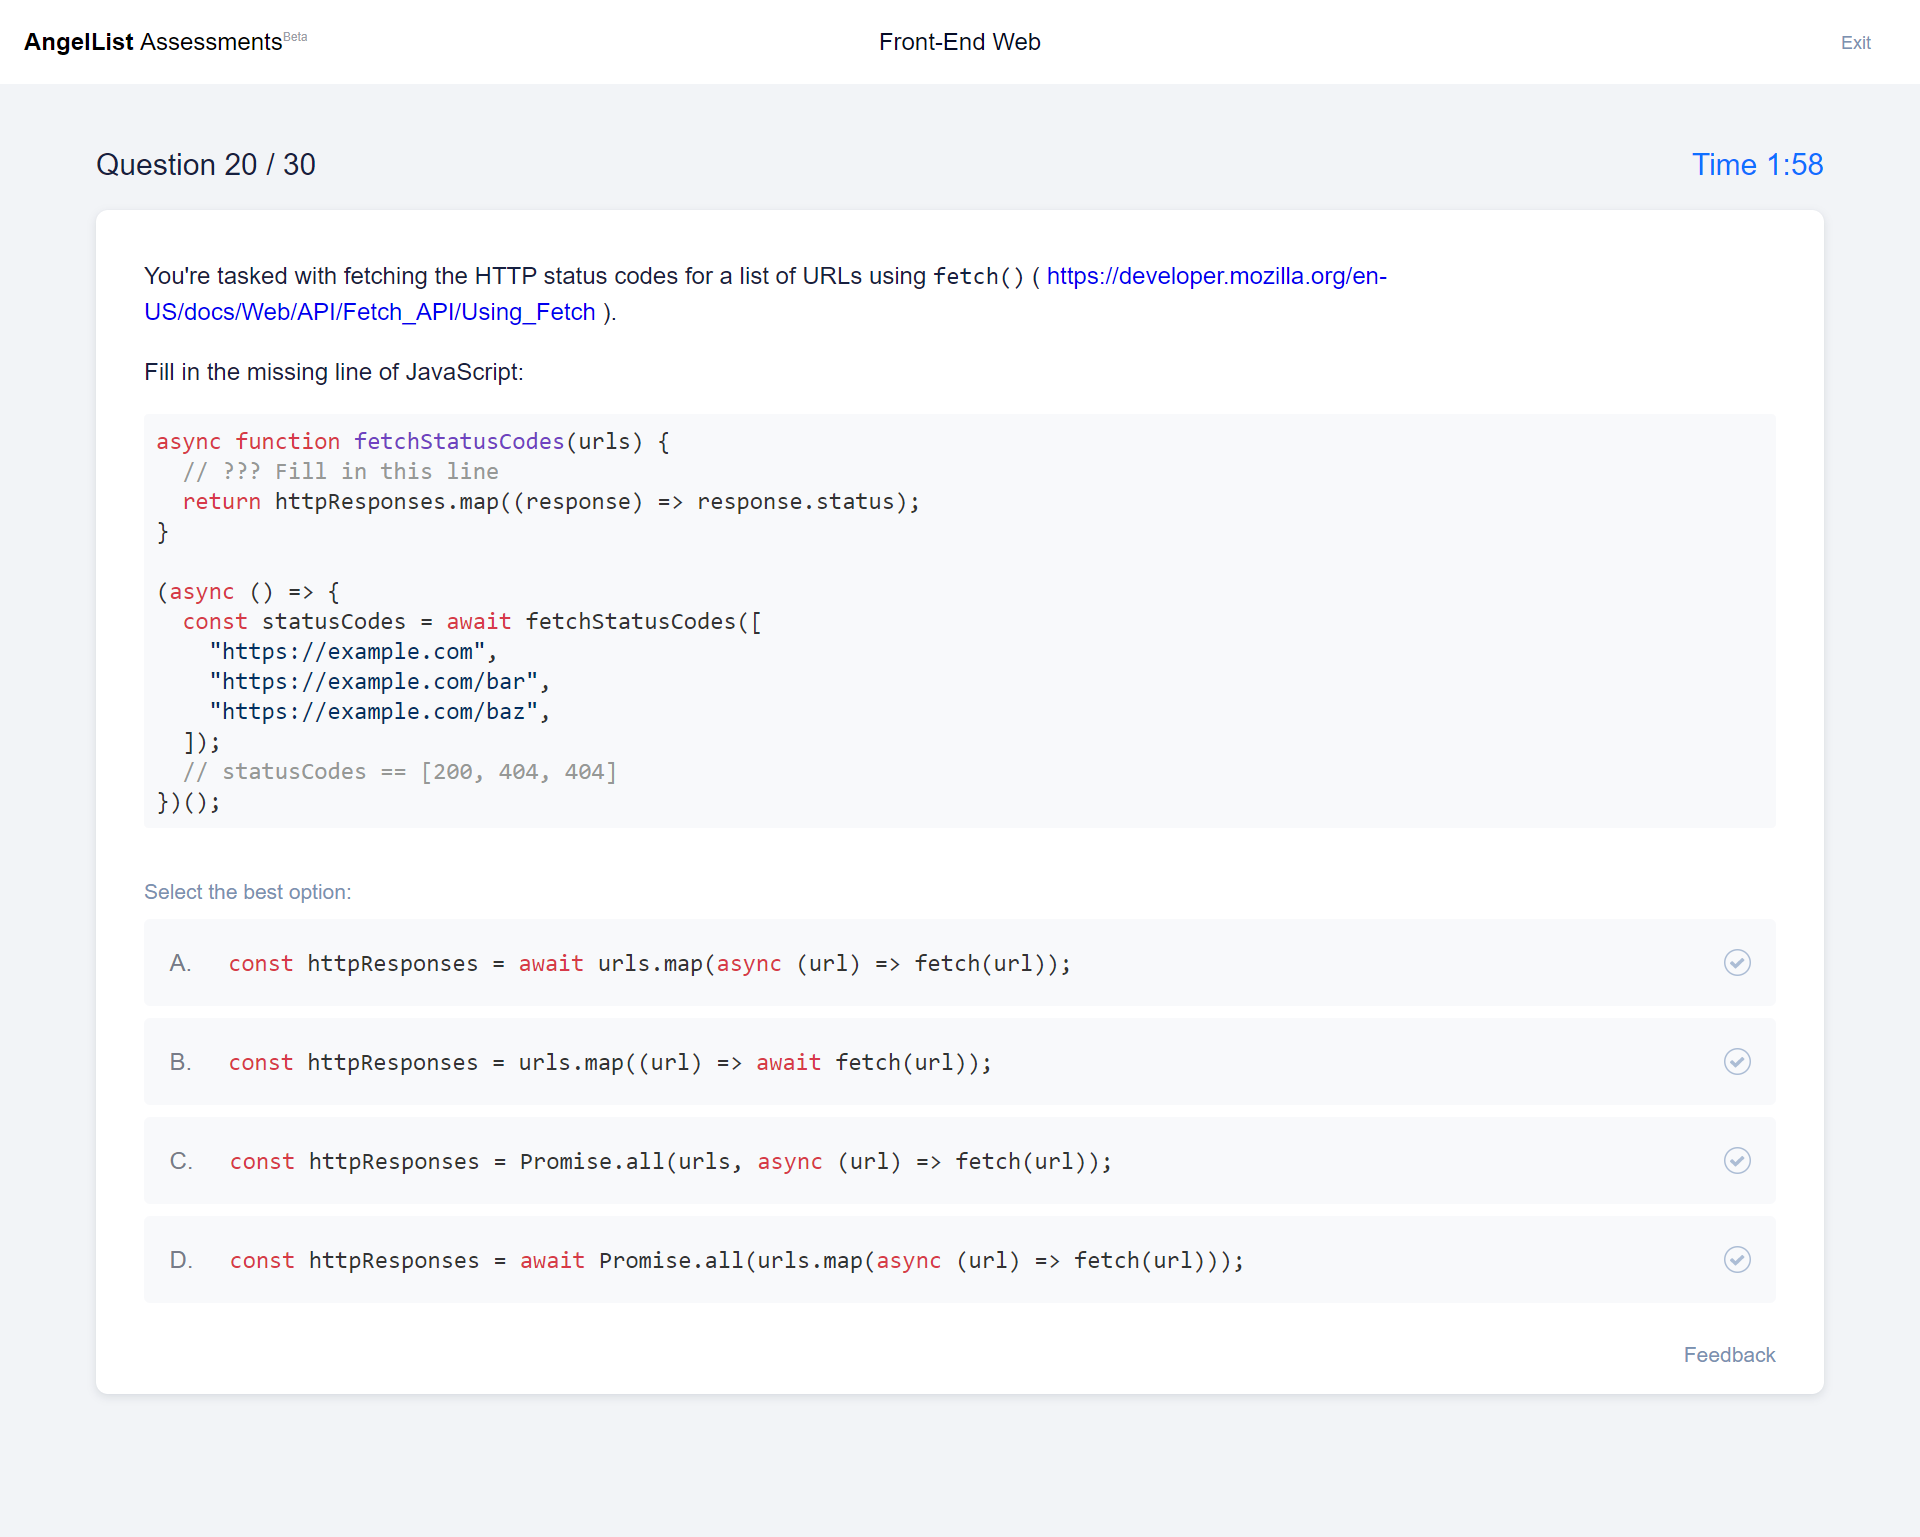 AngelList AssessmentsBeta
Front-End Web
Exit
Question 20 / 30
Time 1:58
You're tasked with fetching the HTTP status codes for a list of URLs using fetch() ( https://developer.mozilla.org/en-
US/docs/Web/API/Fetch_API/Using_Fetch ).
Fill in the missing line of JavaScript:
async function fetchStatusCodes(urls) {
  // ??? Fill in this line
  return httpResponses.map((response) => response.status);
}

(async () => {
  const statusCodes = await fetchStatusCodes([
    "https://example.com",
    "https://example.com/bar",
    "https://example.com/baz",
  ]);
  // statusCodes == [200, 404, 404]
})();
Select the best option:
A. const httpResponses = await urls.map(async (url) => fetch(url));
B. const httpResponses = urls.map((url) => await fetch(url));
C. const httpResponses = Promise.all(urls, async (url) => fetch(url));
D. const httpResponses = await Promise.all(urls.map(async (url) => fetch(url)));
Feedback